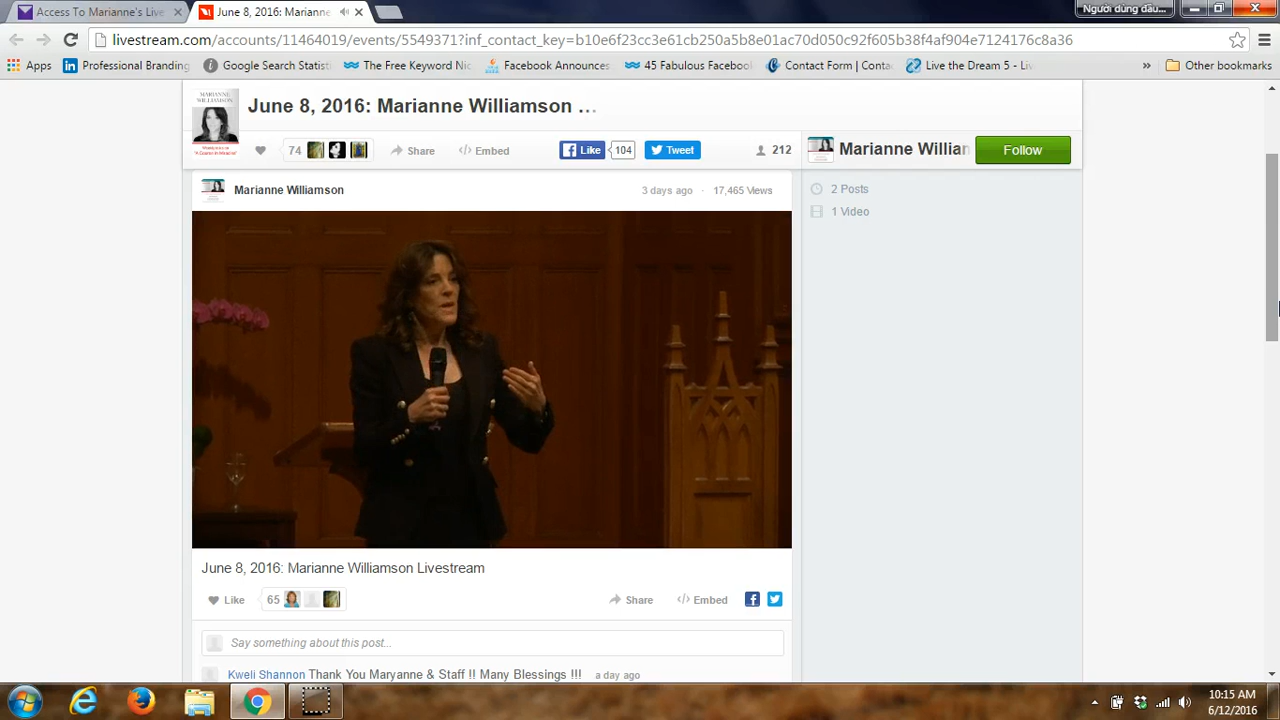 Access To Marianne's Live
June 8, 2016: Marianne
Người dùng đầu...
livestream.com/accounts/11464019/events/5549371?inf_contact_key=b10e6f23cc3e61cb250a5b8e01ac70d050c92f605b38f4af904e7124176c8a36
Apps Professional Branding Google Search Statisti The Free Keyword Nic Facebook Announces 45 Fabulous Facebook Contact Form | Conta Live the Dream 5 - Liv » Other bookmarks
MARIANNE
WILLIAMSON
June 8, 2016: Marianne Williamson ...
74 Share Embed Like 104 Tweet 212
Marianne Willian Follow
Marianne Williamson 3 days ago · 17,465 Views
2 Posts
1 Video
June 8, 2016: Marianne Williamson Livestream
Like 65 Share Embed
Say something about this post...
Kweli Shannon Thank You Maryanne & Staff !! Many Blessings !!! a day ago
10:15 AM
6/12/2016